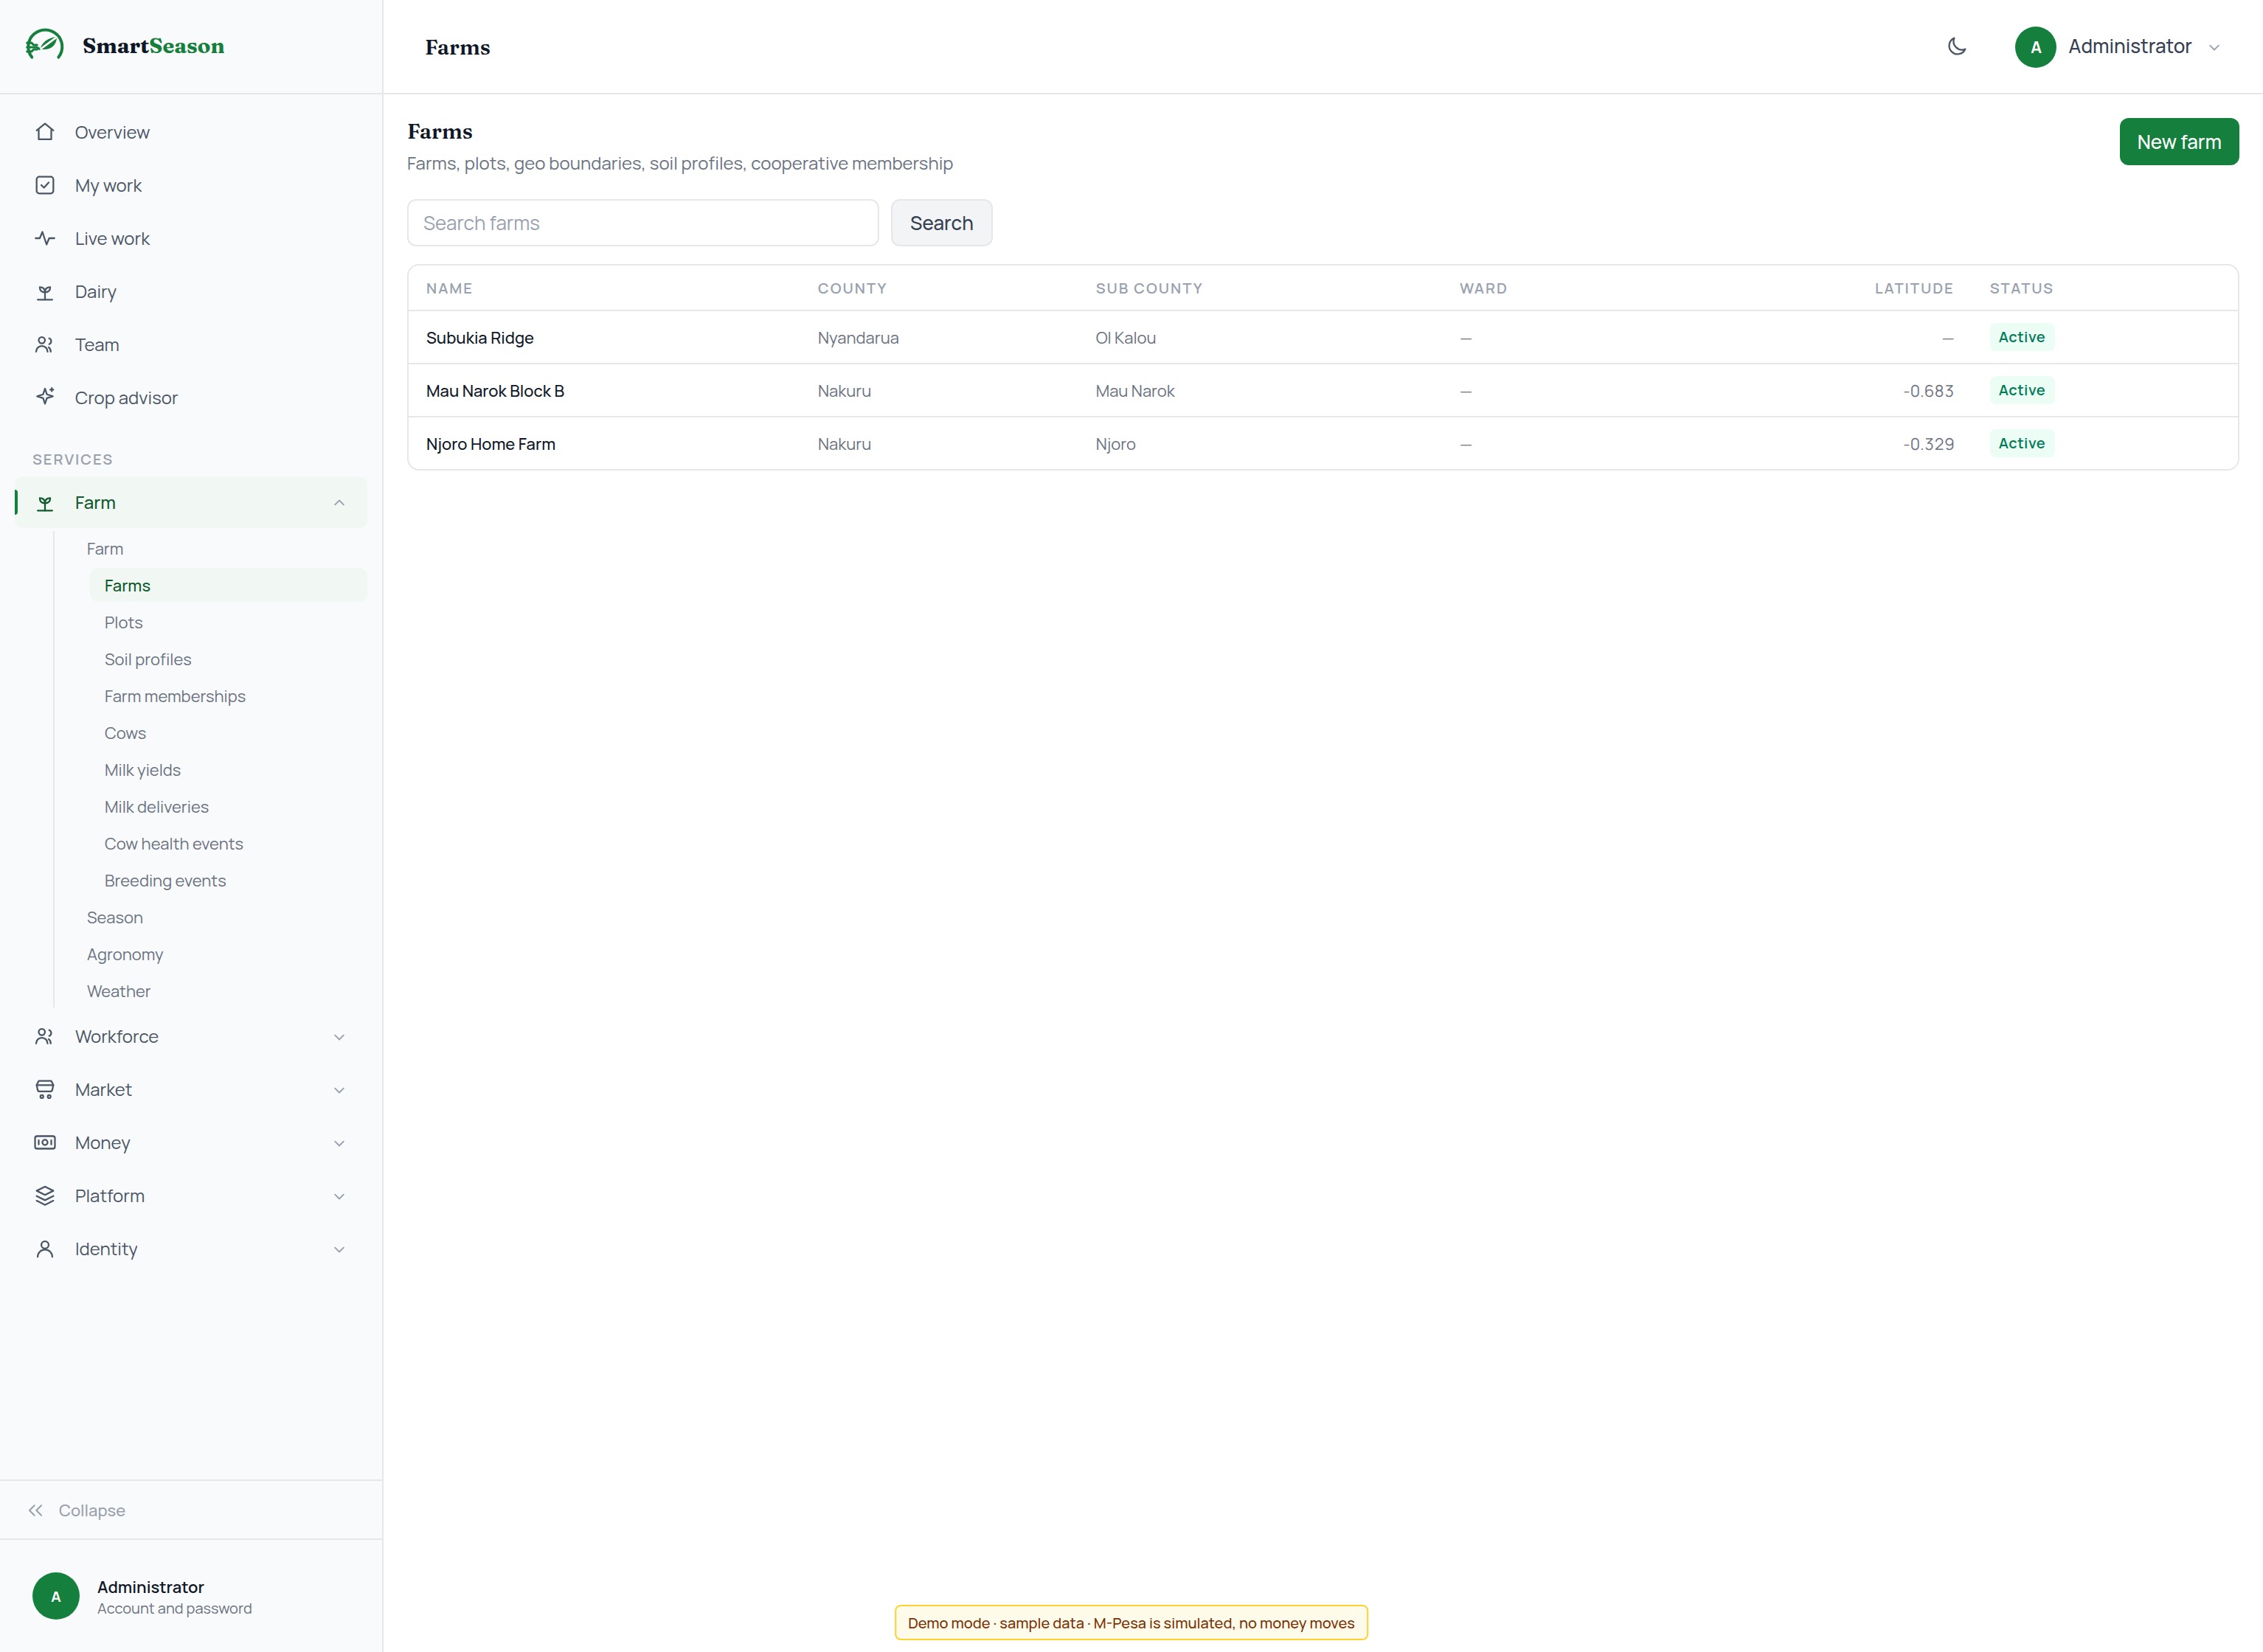 SmartSeason
Farms
A
Administrator
Overview
My work
Live work
Dairy
Team
Crop advisor
SERVICES
Farm
Farm
Farms
Plots
Soil profiles
Farm memberships
Cows
Milk yields
Milk deliveries
Cow health events
Breeding events
Season
Agronomy
Weather
Workforce
Market
Money
Platform
Identity
Collapse
A
Administrator
Account and password
Farms
Farms, plots, geo boundaries, soil profiles, cooperative membership
New farm
Search farms
Search
NAME COUNTY SUB COUNTY WARD LATITUDE STATUS
Subukia Ridge Nyandarua Ol Kalou — — Active
Mau Narok Block B Nakuru Mau Narok — -0.683 Active
Njoro Home Farm Nakuru Njoro — -0.329 Active
Demo mode · sample data · M-Pesa is simulated, no money moves